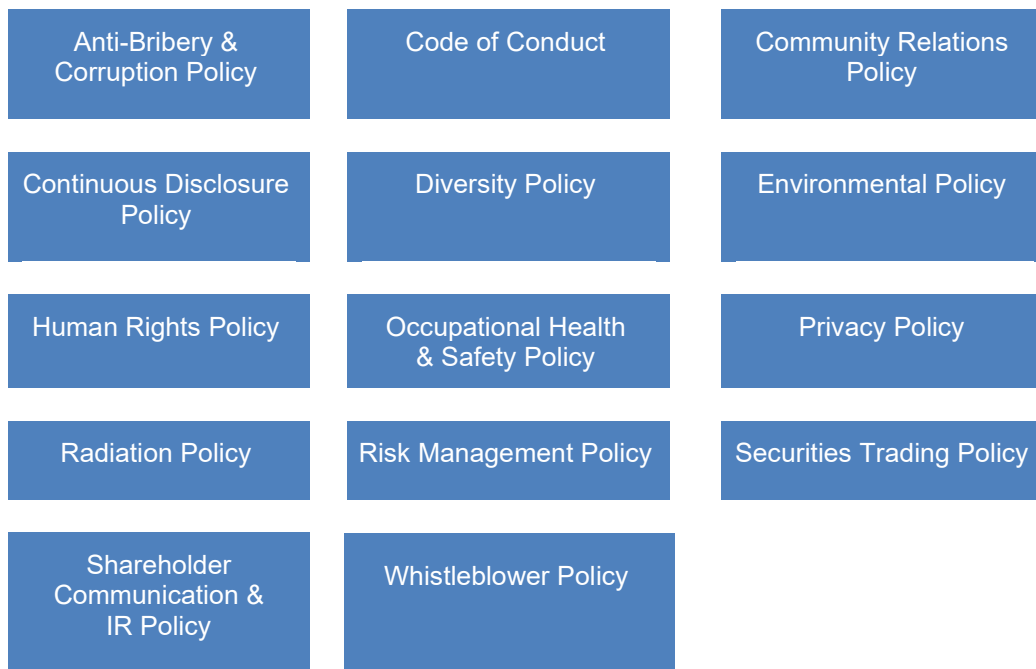 Anti-Bribery &
Corruption Policy
Code of Conduct
Community Relations
Policy
Continuous Disclosure
Policy
Diversity Policy
Environmental Policy
Human Rights Policy
Occupational Health
& Safety Policy
Privacy Policy
Radiation Policy
Risk Management Policy
Securities Trading Policy
Shareholder
Communication &
IR Policy
Whistleblower Policy